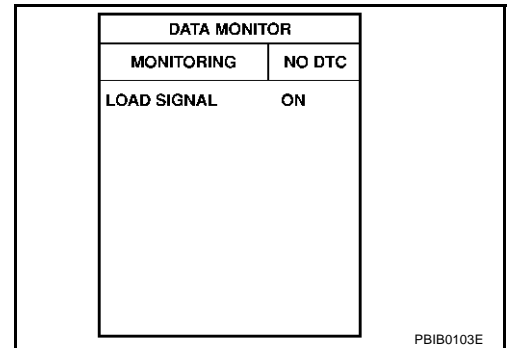 DATA MONITOR
MONITORING NO DTC
LOAD SIGNAL ON
PBIB0103E